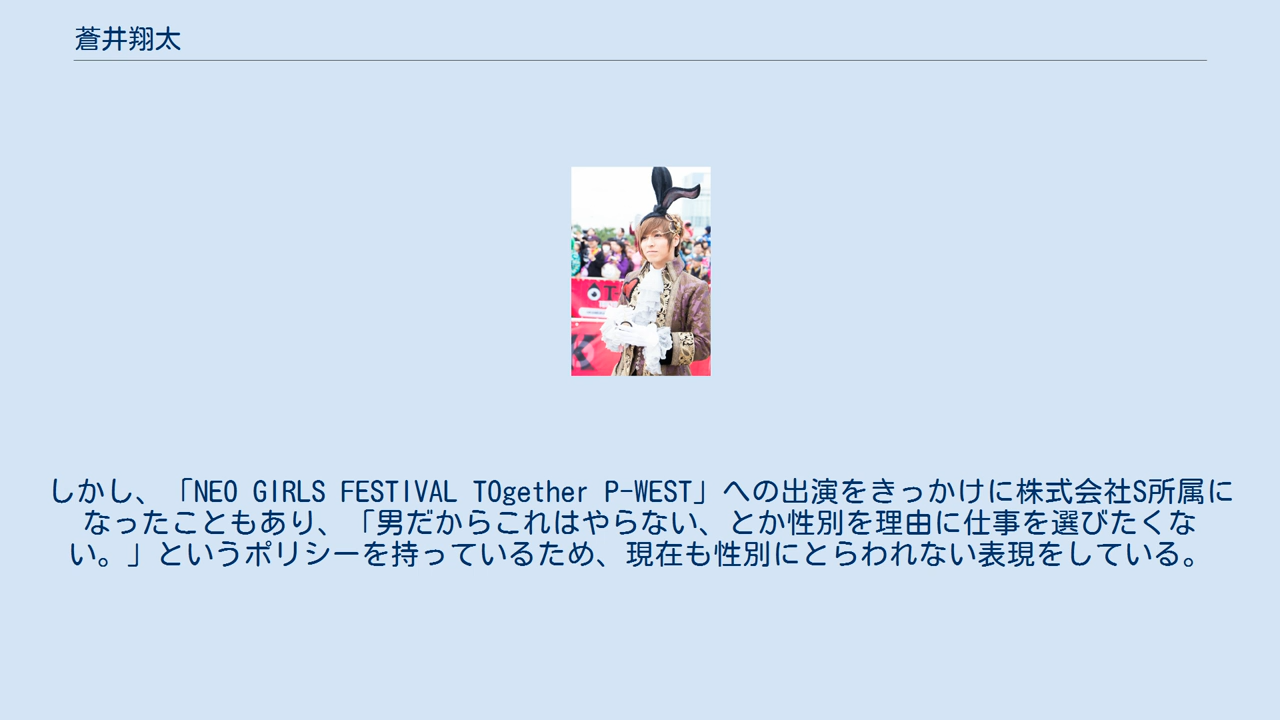 蒼井翔太
T
K
しかし、「NEO GIRLS FESTIVAL TOgether P-WEST」への出演をきっかけに株式会社S所属に
なったこともあり、「男だからこれはやらない、とか性別を理由に仕事を選びたくな
い。」というポリシーを持っているため、現在も性別にとらわれない表現をしている。